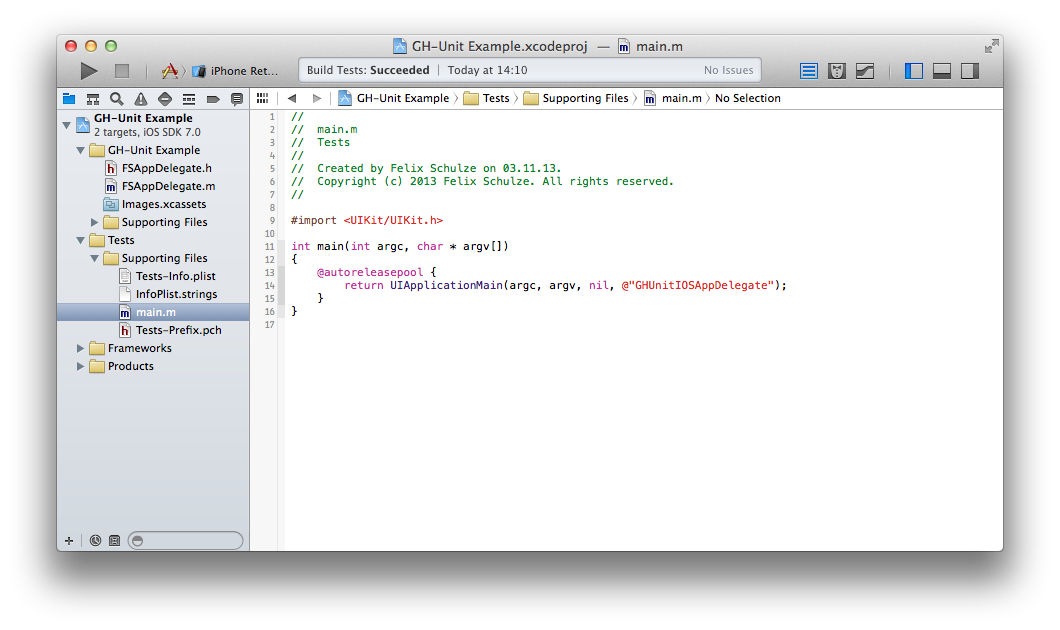 GH-Unit Example.xcodeproj — main.m
iPhone Ret... Build Tests: Succeeded | Today at 14:10 No Issues
GH-Unit Example Tests Supporting Files main.m No Selection
GH-Unit Example
2 targets, iOS SDK 7.0
GH-Unit Example
FSAppDelegate.h
FSAppDelegate.m
Images.xcassets
Supporting Files
Tests
Supporting Files
Tests-Info.plist
InfoPlist.strings
main.m
Tests-Prefix.pch
Frameworks
Products
1 //
2 //  main.m
3 //  Tests
4 //
5 //  Created by Felix Schulze on 03.11.13.
6 //  Copyright (c) 2013 Felix Schulze. All rights reserved.
7 //
8
9 #import <UIKit/UIKit.h>
10
11 int main(int argc, char * argv[])
12 {
13     @autoreleasepool {
14         return UIApplicationMain(argc, argv, nil, @"GHUnitIOSAppDelegate");
15     }
16 }
17